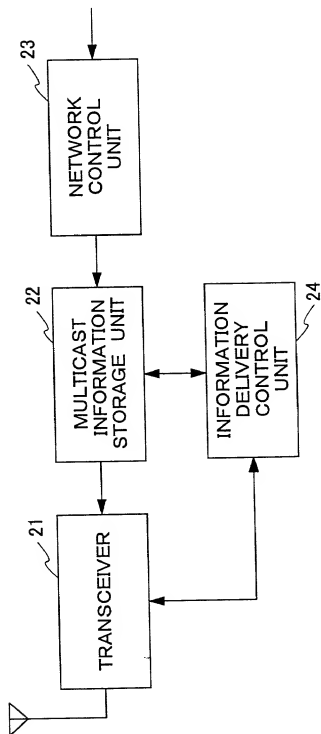 21
TRANSCEIVER
22
MULTICAST
INFORMATION
STORAGE UNIT
23
NETWORK
CONTROL
UNIT
24
INFORMATION
DELIVERY
CONTROL
UNIT